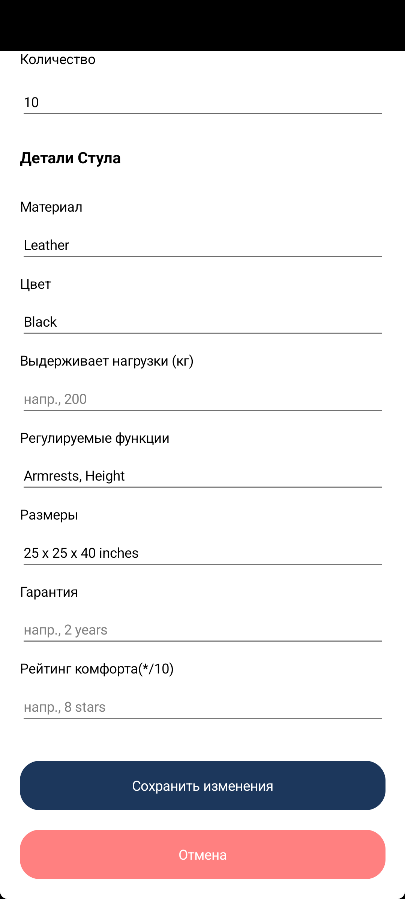 Количество
10
Детали Стула
Материал
Leather
Цвет
Black
Выдерживает нагрузки (кг)
напр., 200
Регулируемые функции
Armrests, Height
Размеры
25 x 25 x 40 inches
Гарантия
напр., 2 years
Рейтинг комфорта(*/10)
напр., 8 stars
Сохранить изменения
Отмена